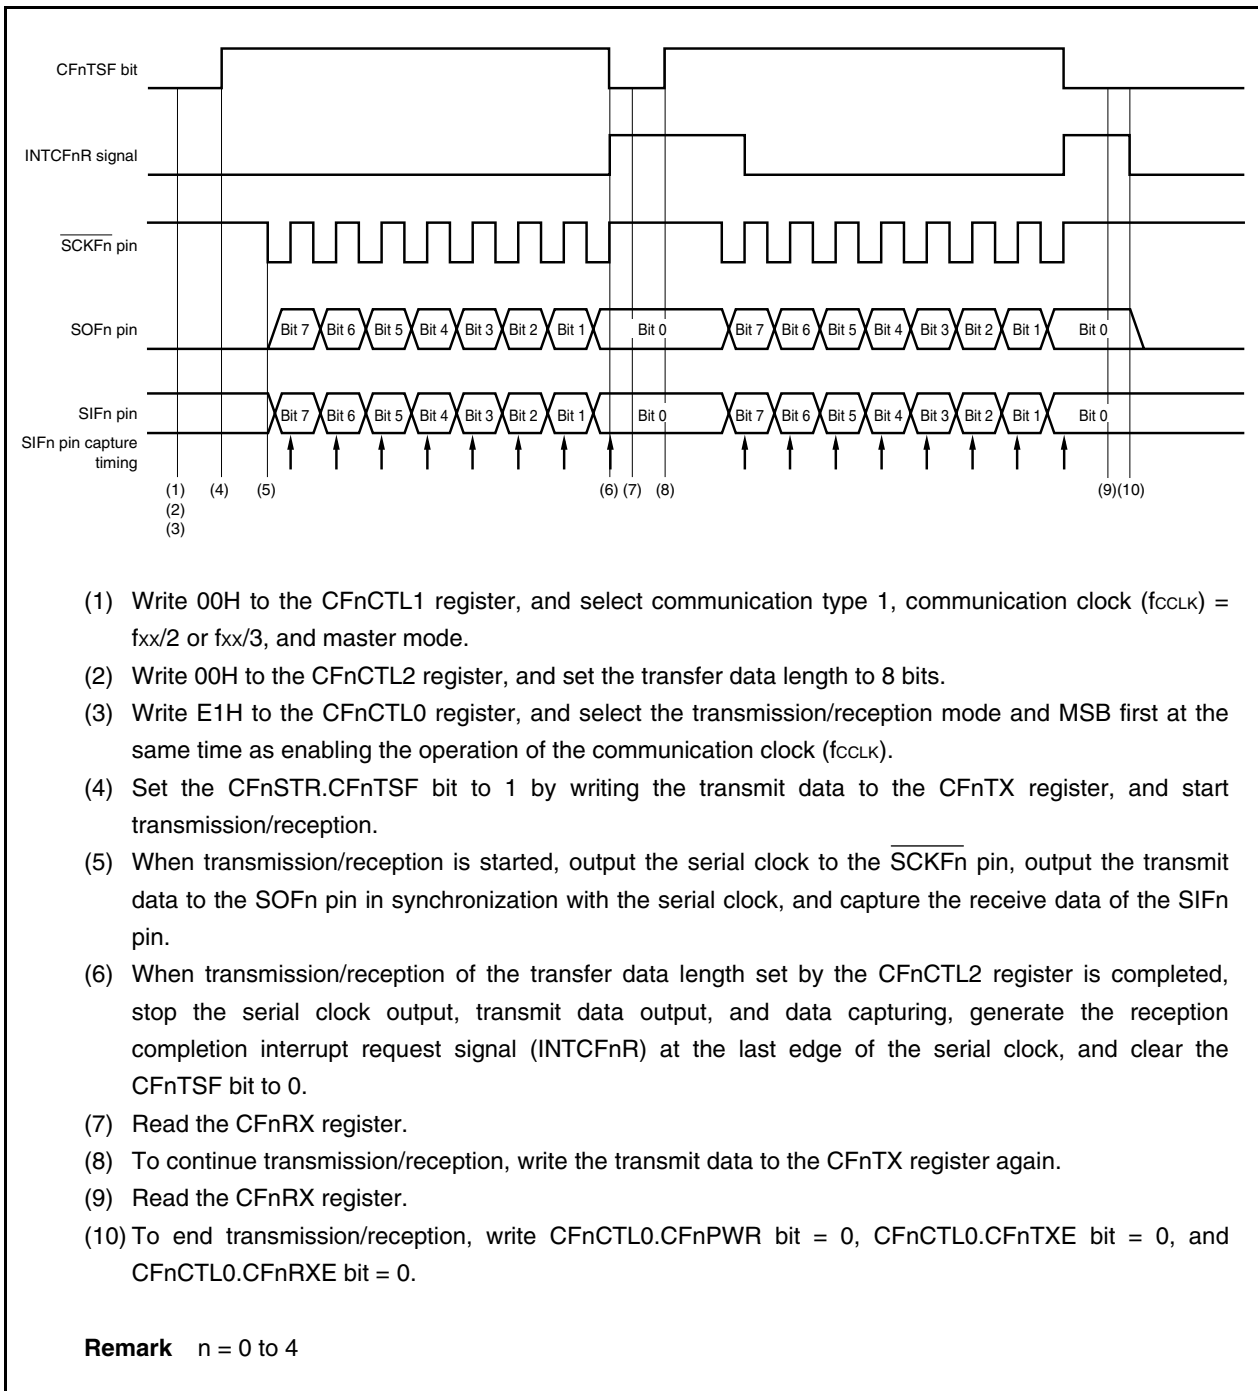 CFnTSF bit
INTCFnR signal
SCKFn pin
SOFn pin
Bit 7 Bit 6 Bit 5 Bit 4 Bit 3 Bit 2 Bit 1 Bit 0 Bit 7 Bit 6 Bit 5 Bit 4 Bit 3 Bit 2 Bit 1 Bit 0
SIFn pin
Bit 7 Bit 6 Bit 5 Bit 4 Bit 3 Bit 2 Bit 1 Bit 0 Bit 7 Bit 6 Bit 5 Bit 4 Bit 3 Bit 2 Bit 1 Bit 0
SIFn pin capture
timing
(1) (4) (5) (6) (7) (8) (9) (10)
(2)
(3)
(1) Write 00H to the CFnCTL1 register, and select communication type 1, communication clock (fCCLK) =
fxx/2 or fxx/3, and master mode.
(2) Write 00H to the CFnCTL2 register, and set the transfer data length to 8 bits.
(3) Write E1H to the CFnCTL0 register, and select the transmission/reception mode and MSB first at the
same time as enabling the operation of the communication clock (fCCLK).
(4) Set the CFnSTR.CFnTSF bit to 1 by writing the transmit data to the CFnTX register, and start
transmission/reception.
(5) When transmission/reception is started, output the serial clock to the SCKFn pin, output the transmit
data to the SOFn pin in synchronization with the serial clock, and capture the receive data of the SIFn
pin.
(6) When transmission/reception of the transfer data length set by the CFnCTL2 register is completed,
stop the serial clock output, transmit data output, and data capturing, generate the reception
completion interrupt request signal (INTCFnR) at the last edge of the serial clock, and clear the
CFnTSF bit to 0.
(7) Read the CFnRX register.
(8) To continue transmission/reception, write the transmit data to the CFnTX register again.
(9) Read the CFnRX register.
(10) To end transmission/reception, write CFnCTL0.CFnPWR bit = 0, CFnCTL0.CFnTXE bit = 0, and
CFnCTL0.CFnRXE bit = 0.
Remark n = 0 to 4